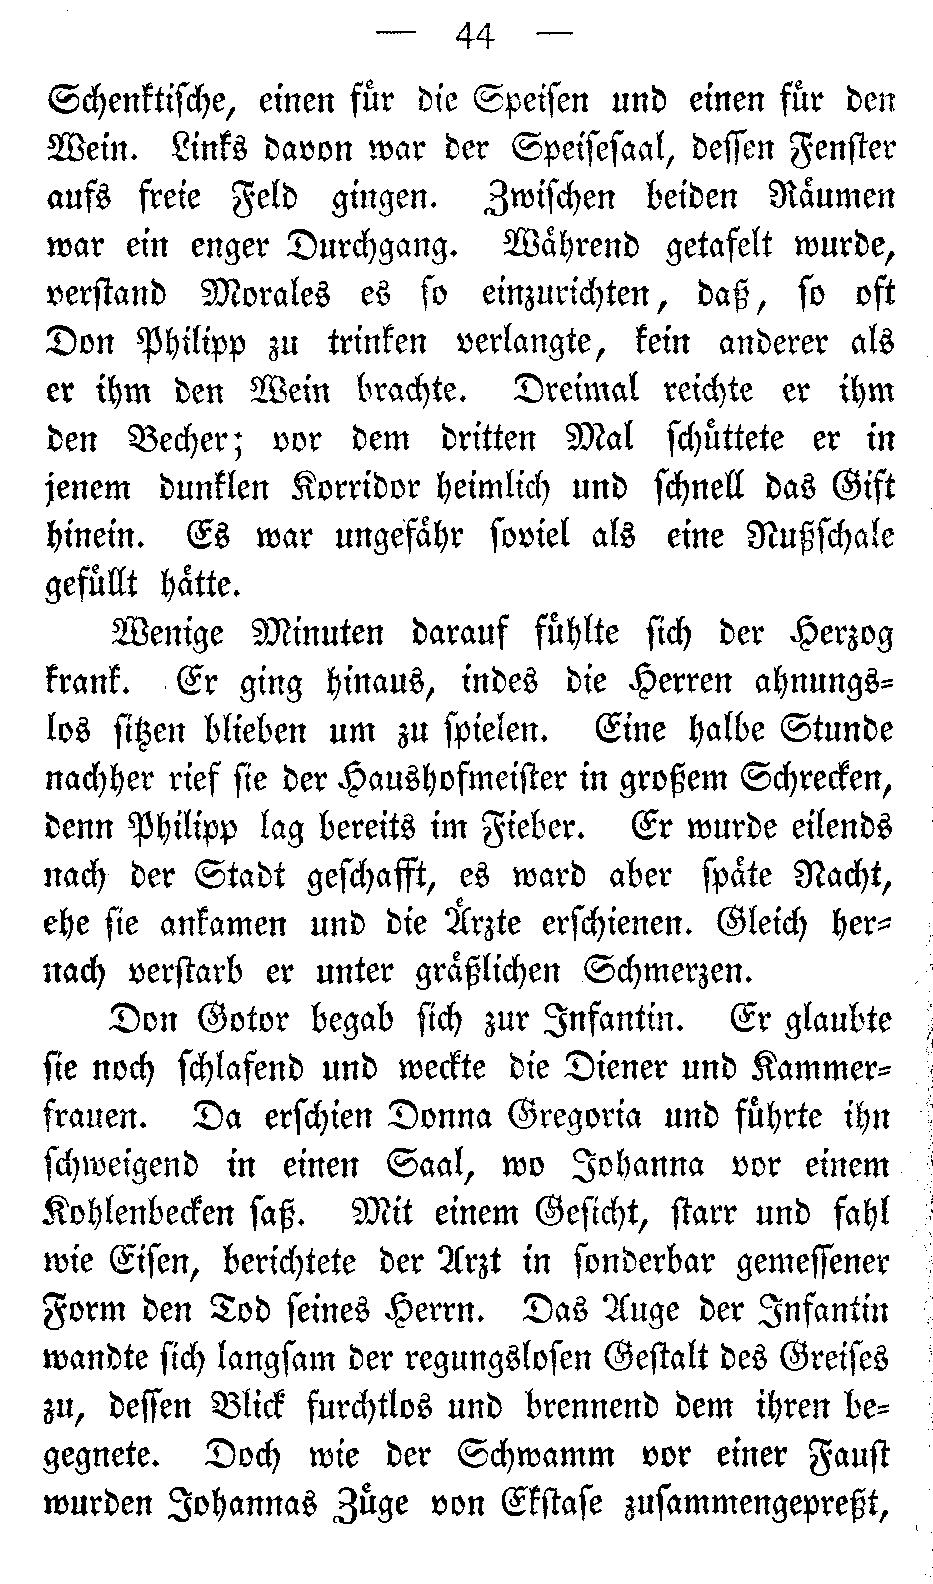 — 44 —
Schenktische, einen für die Speisen und einen für den
Wein. Links davon war der Speisesaal, dessen Fenster
aufs freie Feld gingen. Zwischen beiden Räumen
war ein enger Durchgang. Während getafelt wurde,
verstand Morales es so einzurichten, daß, so oft
Don Philipp zu trinken verlangte, kein anderer als
er ihm den Wein brachte. Dreimal reichte er ihm
den Becher; vor dem dritten Mal schüttete er in
jenem dunklen Korridor heimlich und schnell das Gift
hinein. Es war ungefähr soviel als eine Nußschale
gefüllt hätte.
Wenige Minuten darauf fühlte sich der Herzog
krank. Er ging hinaus, indes die Herren ahnungs=
los sitzen blieben um zu spielen. Eine halbe Stunde
nachher rief sie der Haushofmeister in großem Schrecken,
denn Philipp lag bereits im Fieber. Er wurde eilends
nach der Stadt geschafft, es ward aber späte Nacht,
ehe sie ankamen und die Ärzte erschienen. Gleich her=
nach verstarb er unter gräßlichen Schmerzen.
Don Gotor begab sich zur Infantin. Er glaubte
sie noch schlafend und weckte die Diener und Kammer=
frauen. Da erschien Donna Gregoria und führte ihn
schweigend in einen Saal, wo Johanna vor einem
Kohlenbecken saß. Mit einem Gesicht, starr und fahl
wie Eisen, berichtete der Arzt in sonderbar gemessener
Form den Tod seines Herrn. Das Auge der Infantin
wandte sich langsam der regungslosen Gestalt des Greises
zu, dessen Blick furchtlos und brennend dem ihren be=
gegnete. Doch wie der Schwamm vor einer Faust
wurden Johannas Züge von Ekstase zusammengepreßt,